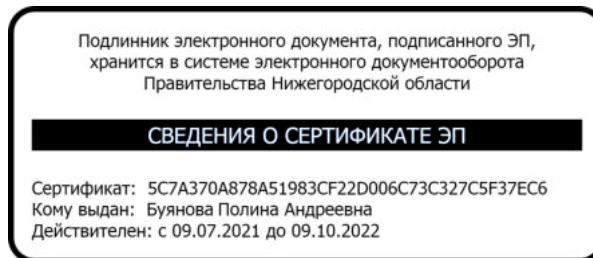 Подлинник электронного документа, подписанного ЭП,
хранится в системе электронного документооборота
Правительства Нижегородской области
СВЕДЕНИЯ О СЕРТИФИКАТЕ ЭП
Сертификат: 5C7A370A878A51983CF22D006C73C327C5F37EC6
Кому выдан: Буянова Полина Андреевна
Действителен: с 09.07.2021 до 09.10.2022